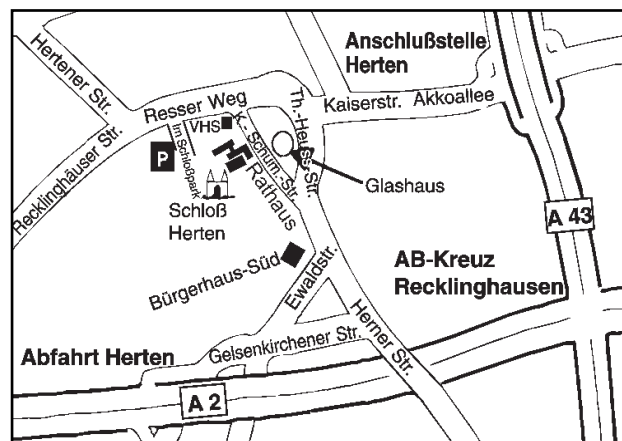 Anschlußstelle
Herten
Hertener Str.
Resser Weg
Th.-Heuss-Str.
Kaiserstr. Akkoallee
VHS
K.-Schum.-Str.
Im Schloßpark
Recklinghäuser Str.
P
Rathaus
Glashaus
Schloß
Herten
A 43
Bürgerhaus-Süd
Ewaldstr.
AB-Kreuz
Recklinghausen
Herner Str.
Gelsenkirchener Str.
Abfahrt Herten
A 2